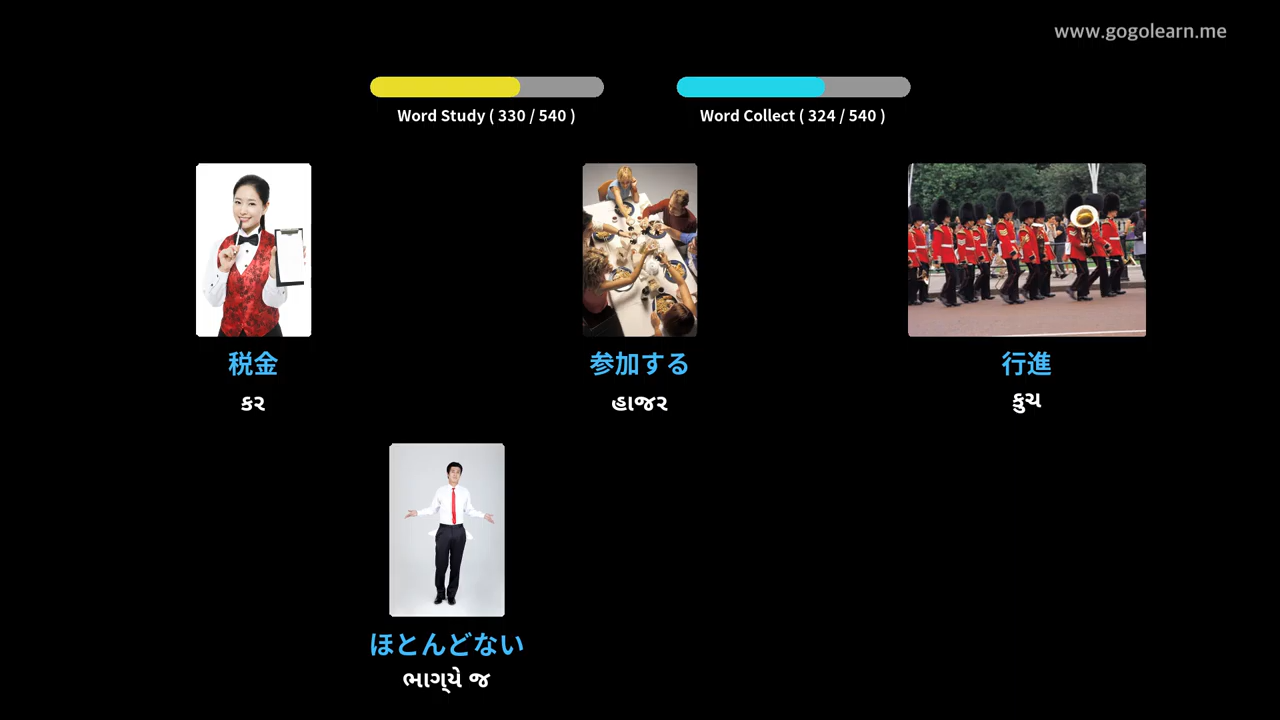 www.gogolearn.me
Word Study ( 330 / 540 )
Word Collect ( 324 / 540 )
税金
કર
参加する
હાજર
行進
કુચ
ほとんどない
ભાગ્યે જ